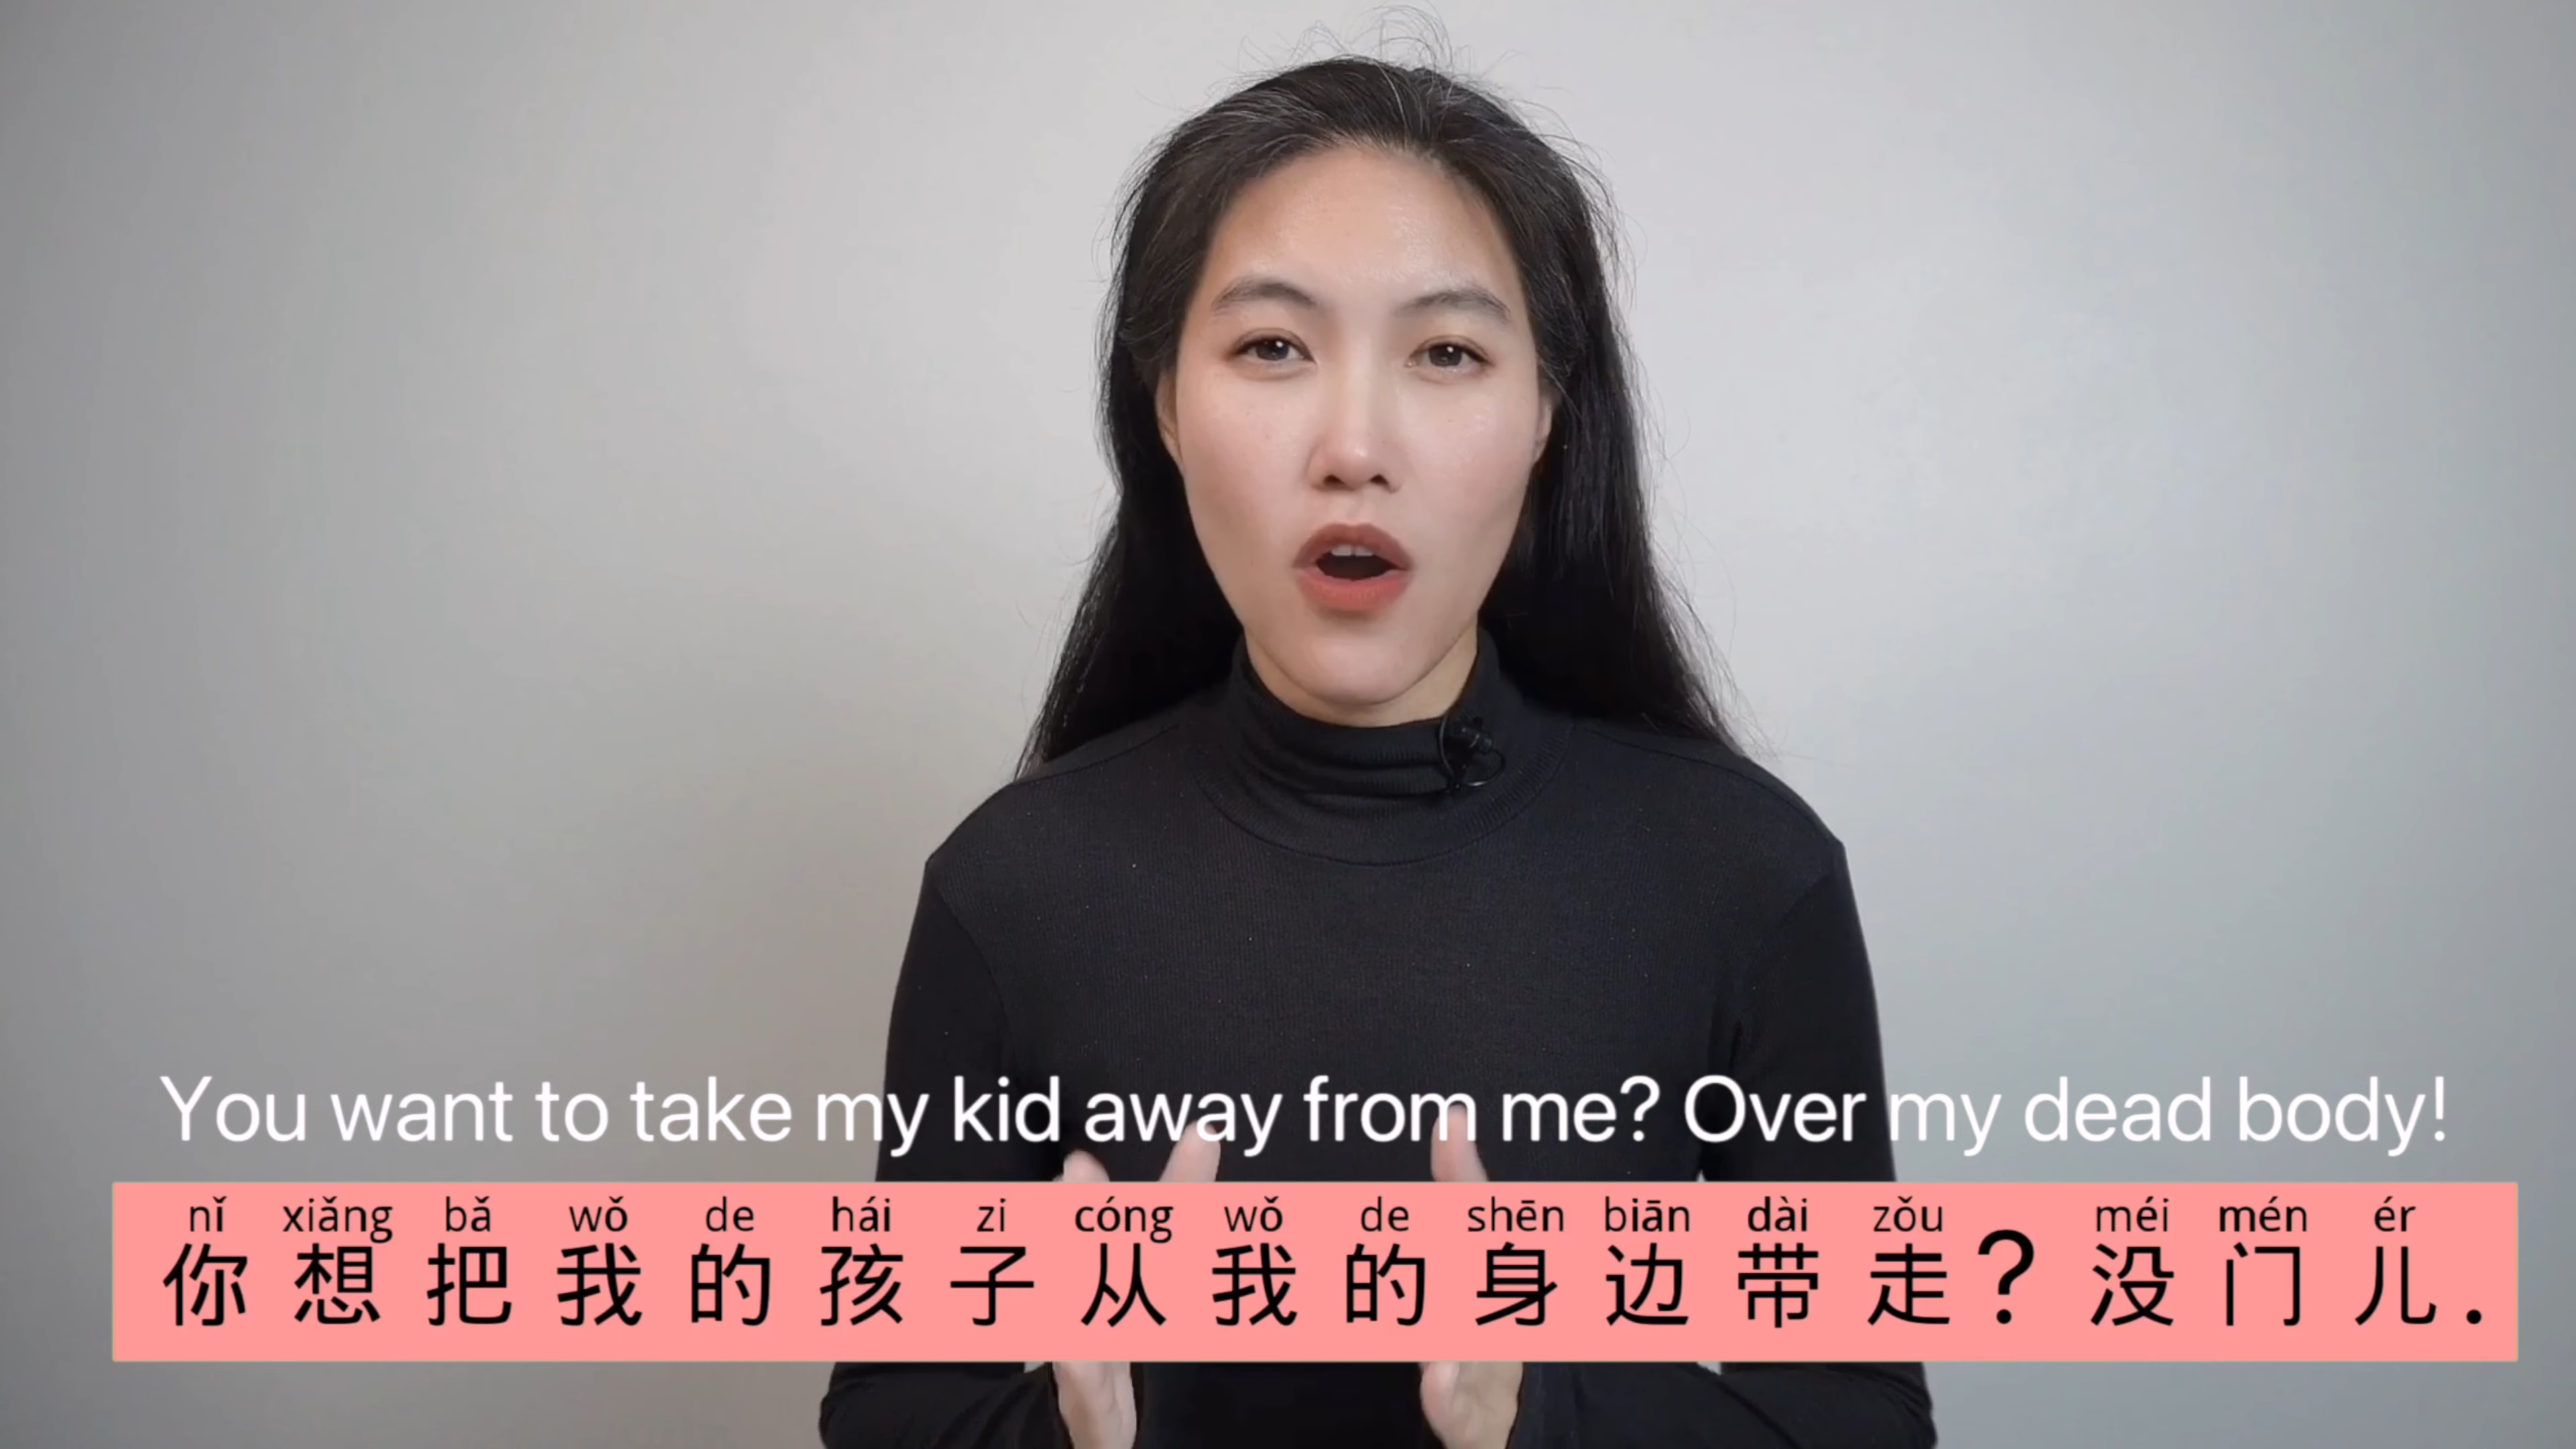 You want to take my kid away from me? Over my dead body!
nǐ xiǎng bǎ wǒ de hái zi cóng wǒ de shēn biān dài zǒu méi mén ér
你想把我的孩子从我的身边带走？没门儿.